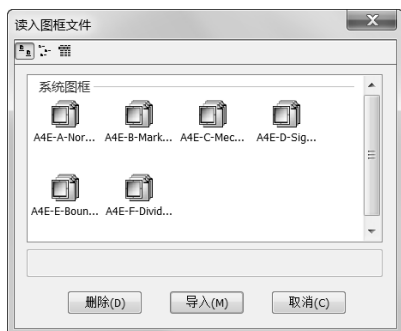 读入图框文件
系统图框
A4E-A-Nor... A4E-B-Mark... A4E-C-Mec... A4E-D-Sig...
A4E-E-Boun... A4E-F-Divid...
删除(D) 导入(M) 取消(C)